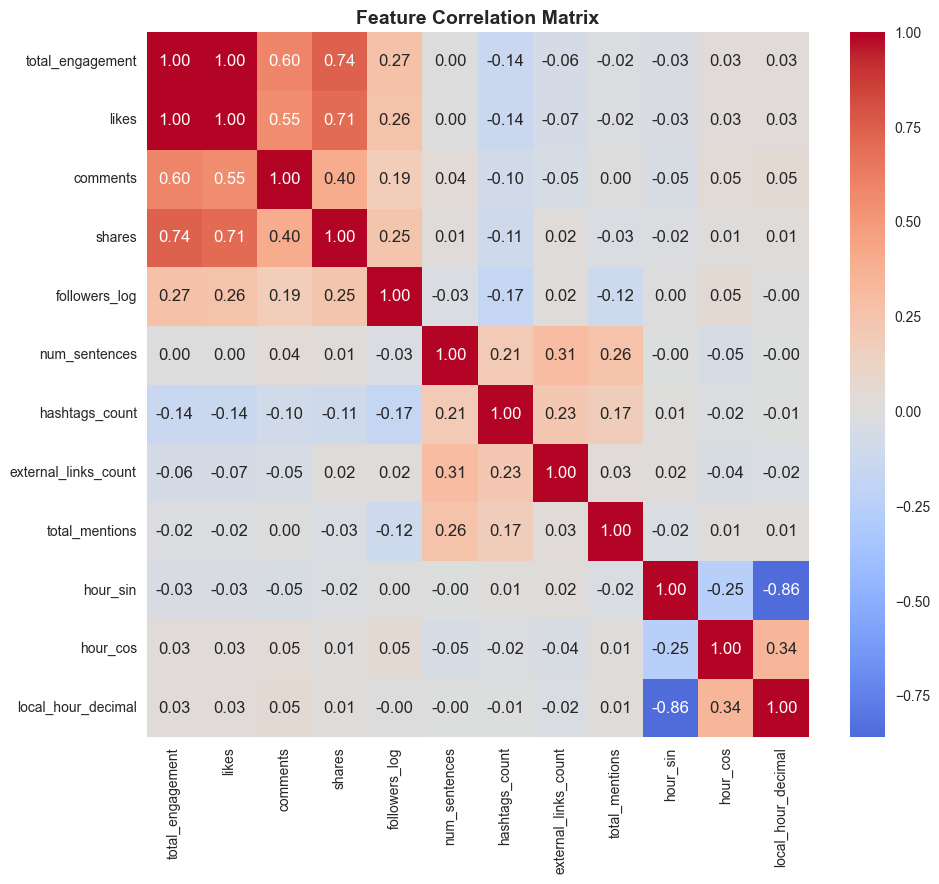 Feature Correlation Matrix
total_engagement 1.00 1.00 0.60 0.74 0.27 0.00 -0.14 -0.06 -0.02 -0.03 0.03 0.03
likes 1.00 1.00 0.55 0.71 0.26 0.00 -0.14 -0.07 -0.02 -0.03 0.03 0.03
comments 0.60 0.55 1.00 0.40 0.19 0.04 -0.10 -0.05 0.00 -0.05 0.05 0.05
shares 0.74 0.71 0.40 1.00 0.25 0.01 -0.11 0.02 -0.03 -0.02 0.01 0.01
followers_log 0.27 0.26 0.19 0.25 1.00 -0.03 -0.17 0.02 -0.12 0.00 0.05 -0.00
num_sentences 0.00 0.00 0.04 0.01 -0.03 1.00 0.21 0.31 0.26 -0.00 -0.05 -0.00
hashtags_count -0.14 -0.14 -0.10 -0.11 -0.17 0.21 1.00 0.23 0.17 0.01 -0.02 -0.01
external_links_count -0.06 -0.07 -0.05 0.02 0.02 0.31 0.23 1.00 0.03 0.02 -0.04 -0.02
total_mentions -0.02 -0.02 0.00 -0.03 -0.12 0.26 0.17 0.03 1.00 -0.02 0.01 0.01
hour_sin -0.03 -0.03 -0.05 -0.02 0.00 -0.00 0.01 0.02 -0.02 1.00 -0.25 -0.86
hour_cos 0.03 0.03 0.05 0.01 0.05 -0.05 -0.02 -0.04 0.01 -0.25 1.00 0.34
local_hour_decimal 0.03 0.03 0.05 0.01 -0.00 -0.00 -0.01 -0.02 0.01 -0.86 0.34 1.00
total_engagement
likes
comments
shares
followers_log
num_sentences
hashtags_count
external_links_count
total_mentions
hour_sin
hour_cos
local_hour_decimal
1.00
0.75
0.50
0.25
0.00
-0.25
-0.50
-0.75